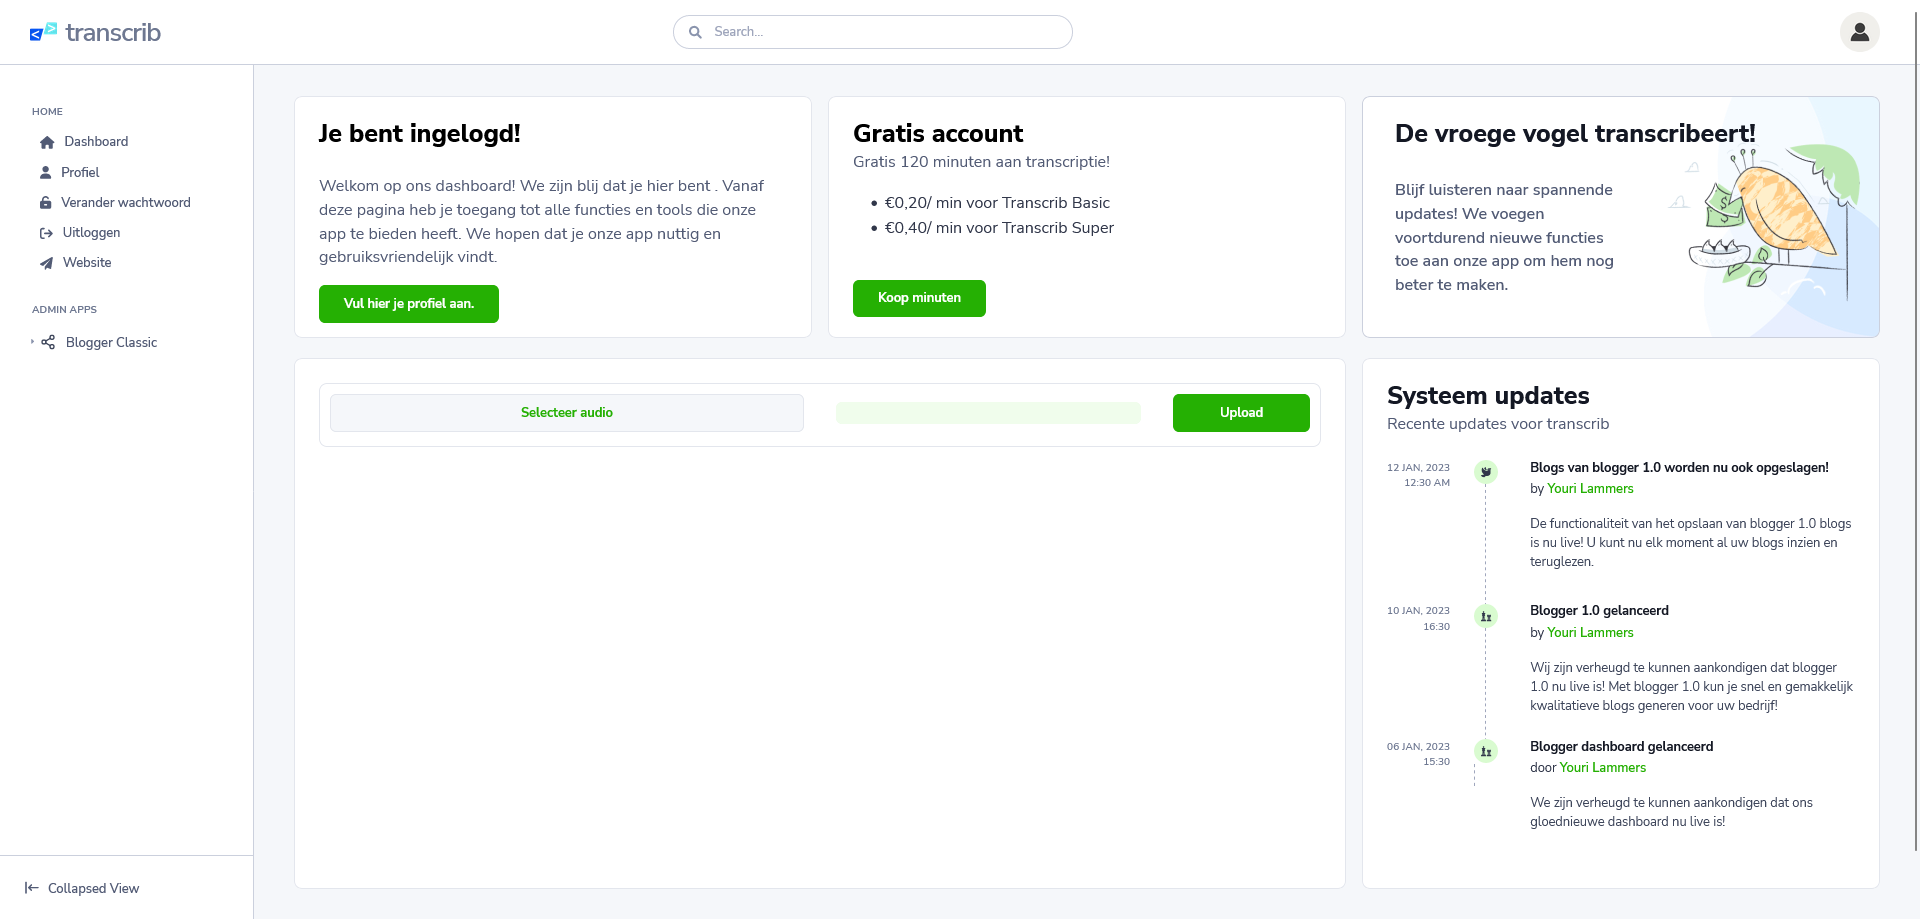 transcrib
Search...
HOME
Dashboard
Profiel
Verander wachtwoord
Uitloggen
Website
ADMIN APPS
Blogger Classic
Collapsed View
Je bent ingelogd!
Welkom op ons dashboard! We zijn blij dat je hier bent . Vanaf
deze pagina heb je toegang tot alle functies en tools die onze
app te bieden heeft. We hopen dat je onze app nuttig en
gebruiksvriendelijk vindt.
Vul hier je profiel aan.
Gratis account
Gratis 120 minuten aan transcriptie!
• €0,20/ min voor Transcrib Basic
• €0,40/ min voor Transcrib Super
Koop minuten
De vroege vogel transcribeert!
Blijf luisteren naar spannende
updates! We voegen
voortdurend nieuwe functies
toe aan onze app om hem nog
beter te maken.
Selecteer audio
Upload
Systeem updates
Recente updates voor transcrib
12 JAN, 2023
12:30 AM
Blogs van blogger 1.0 worden nu ook opgeslagen!
by Youri Lammers
De functionaliteit van het opslaan van blogger 1.0 blogs
is nu live! U kunt nu elk moment al uw blogs inzien en
teruglezen.
10 JAN, 2023
16:30
Blogger 1.0 gelanceerd
by Youri Lammers
Wij zijn verheugd te kunnen aankondigen dat blogger
1.0 nu live is! Met blogger 1.0 kun je snel en gemakkelijk
kwalitatieve blogs generen voor uw bedrijf!
06 JAN, 2023
15:30
Blogger dashboard gelanceerd
door Youri Lammers
We zijn verheugd te kunnen aankondigen dat ons
gloednieuwe dashboard nu live is!